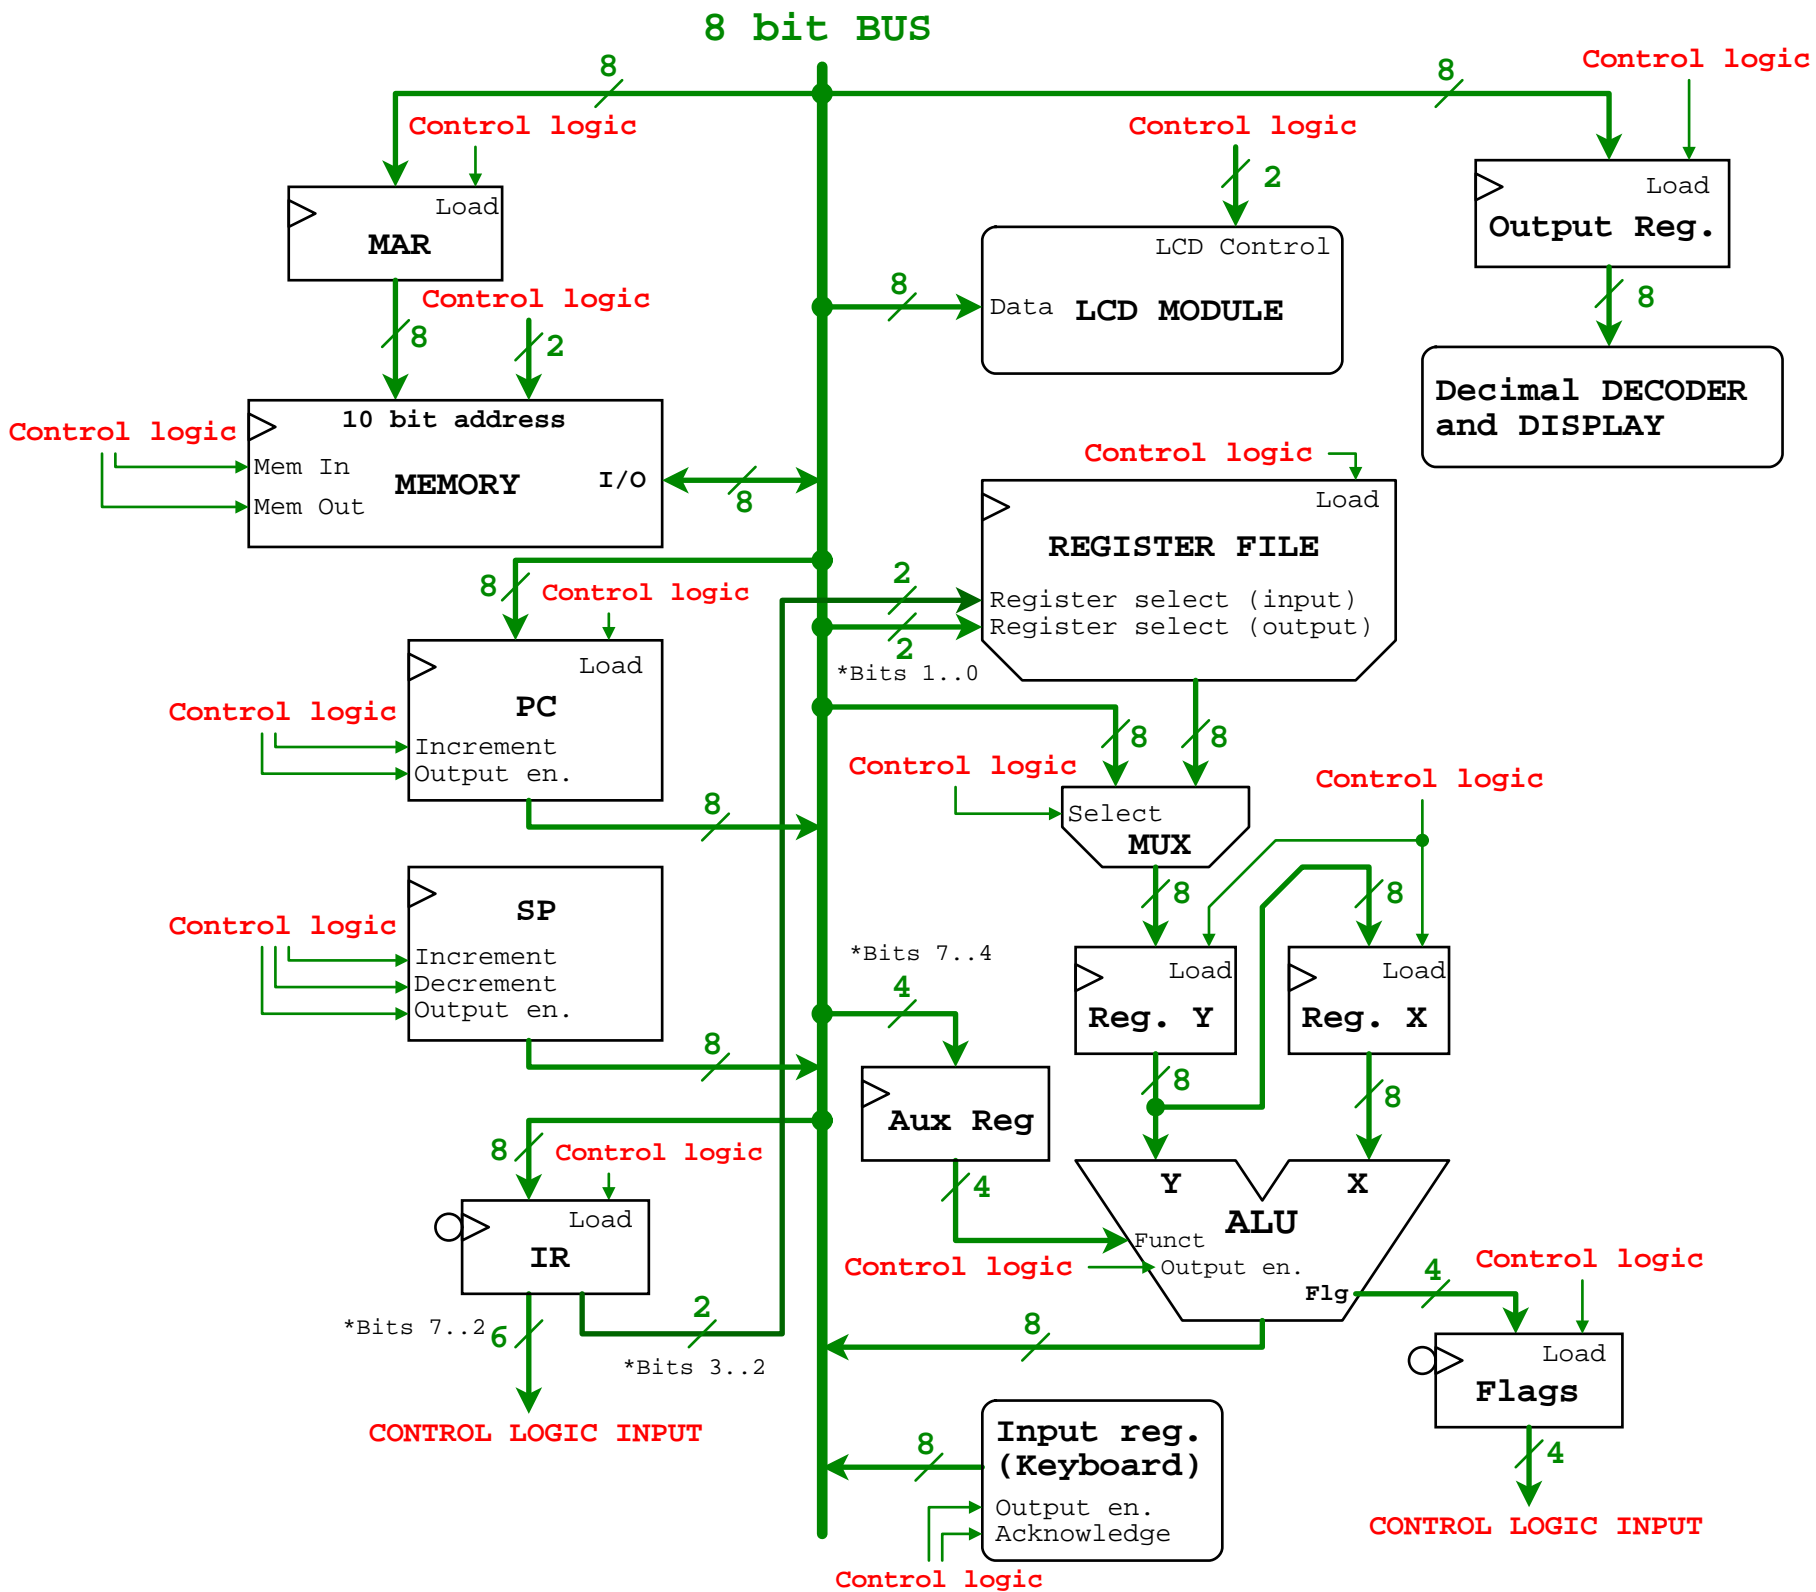 8 bit BUS
8
8
Control logic
Control logic
Control logic
2
Load
MAR
Load
Output Reg.
LCD Control
8
Data
LCD MODULE
Control logic
8
2
8
Decimal DECODER
and DISPLAY
10 bit address
Control logic
Mem In
MEMORY
I/O
Mem Out
8
Control logic
Load
REGISTER FILE
Register select (input)
Register select (output)
2
2
*Bits 1..0
8
Control logic
Load
PC
Control logic
Increment
Output en.
8
8
8
Control logic
Select
MUX
Control logic
8
8
SP
Control logic
Increment
Decrement
Output en.
8
*Bits 7..4
4
Load
Reg. Y
Load
Reg. X
8
8
Aux Reg
4
8
Control logic
Load
IR
*Bits 7..2
6
2
*Bits 3..2
CONTROL LOGIC INPUT
Y
X
ALU
Funct
Control logic
Output en.
Flg
8
4
Control logic
Load
Flags
4
CONTROL LOGIC INPUT
Input reg.
(Keyboard)
8
Output en.
Acknowledge
Control logic